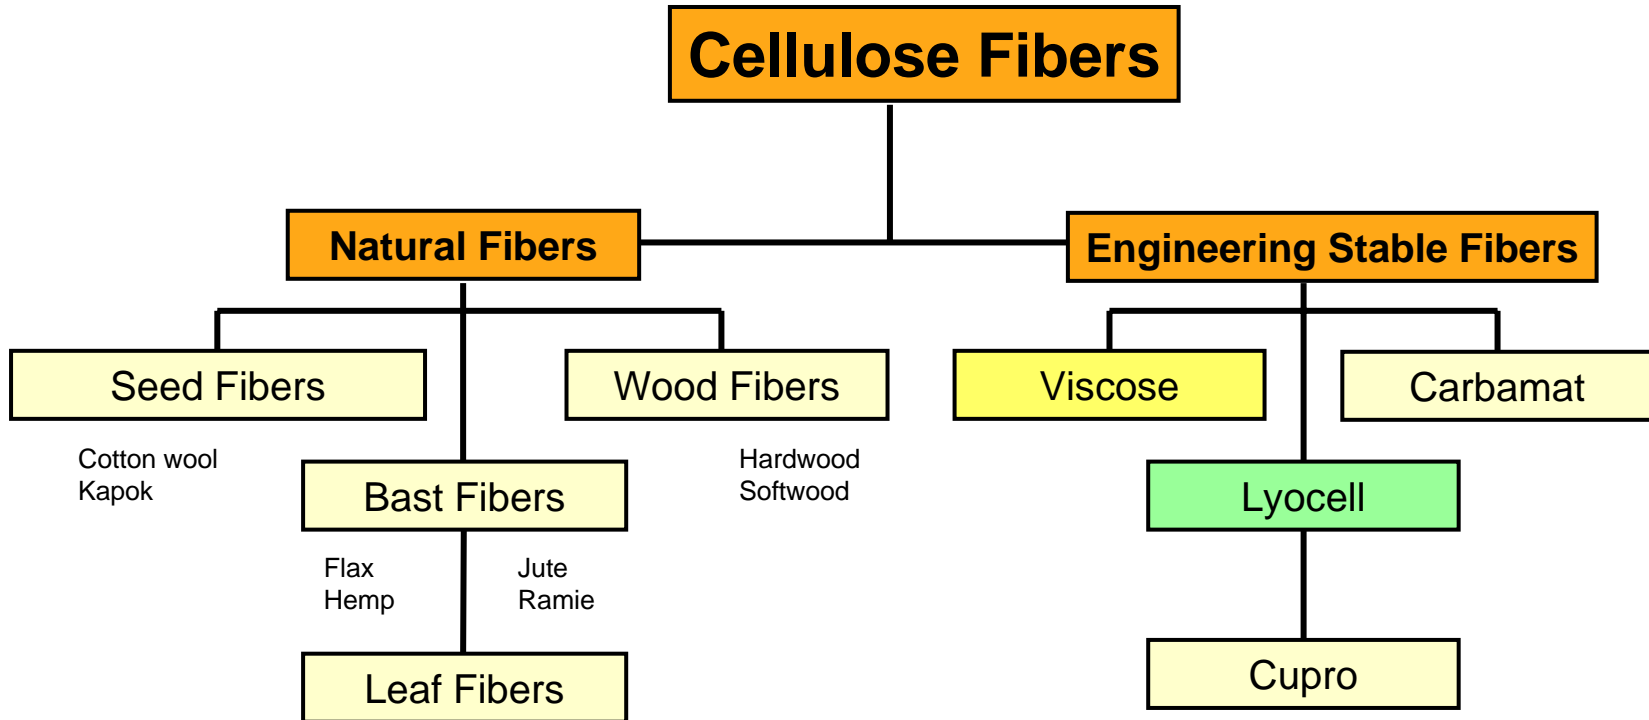 Cellulose Fibers
Natural Fibers
Engineering Stable Fibers
Seed Fibers
Wood Fibers
Viscose
Carbamat
Cotton wool
Kapok
Hardwood
Softwood
Bast Fibers
Lyocell
Flax
Hemp
Jute
Ramie
Leaf Fibers
Cupro